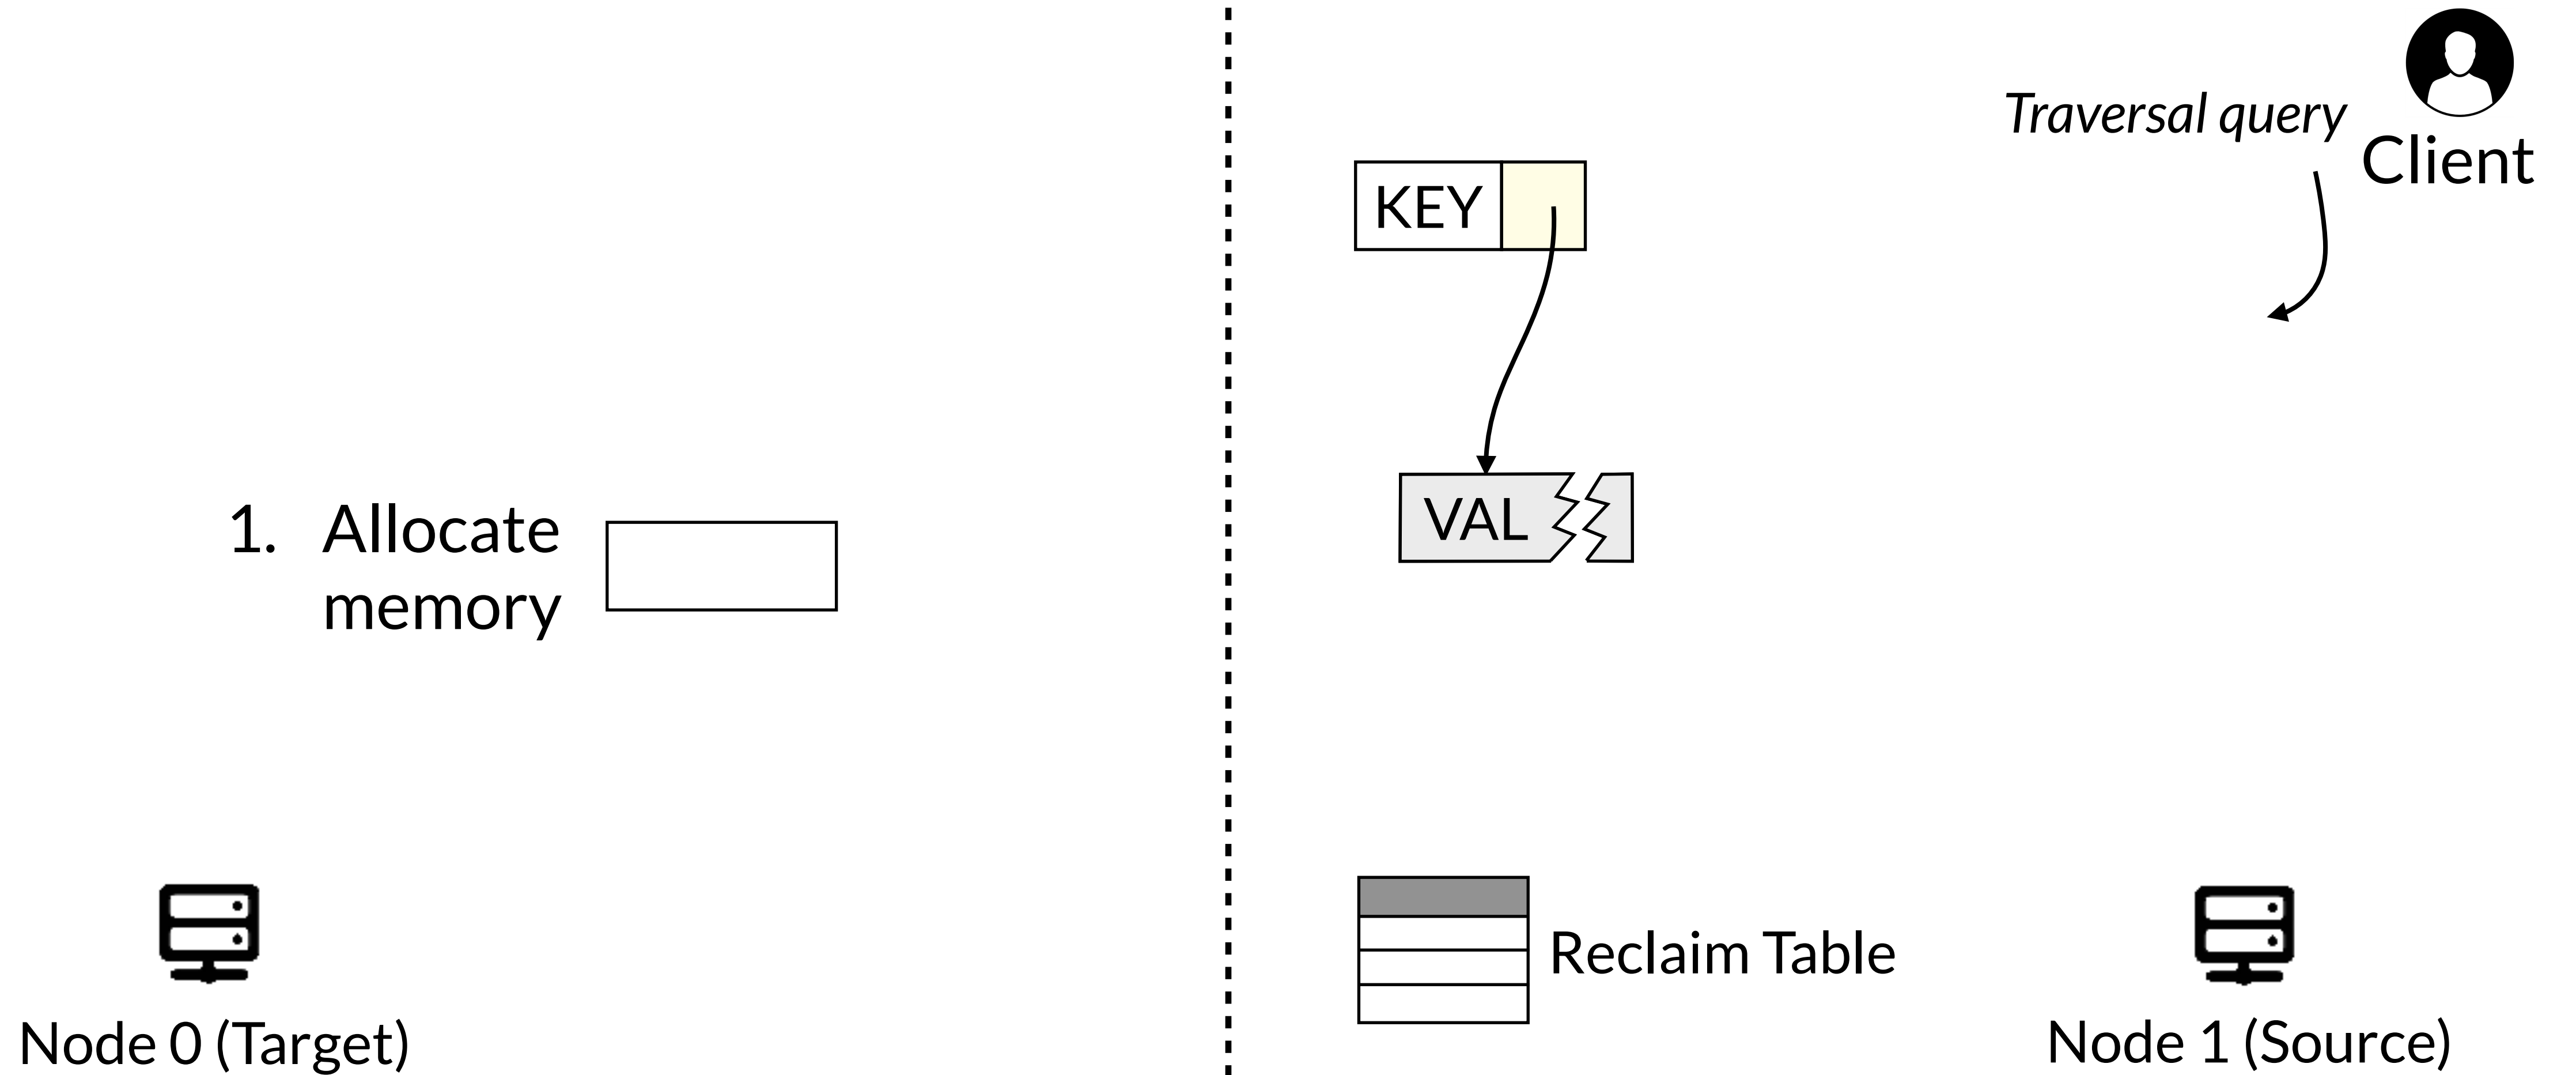 Traversal query
Client
KEY
VAL
1. Allocate
memory
Reclaim Table
Node 0 (Target)
Node 1 (Source)